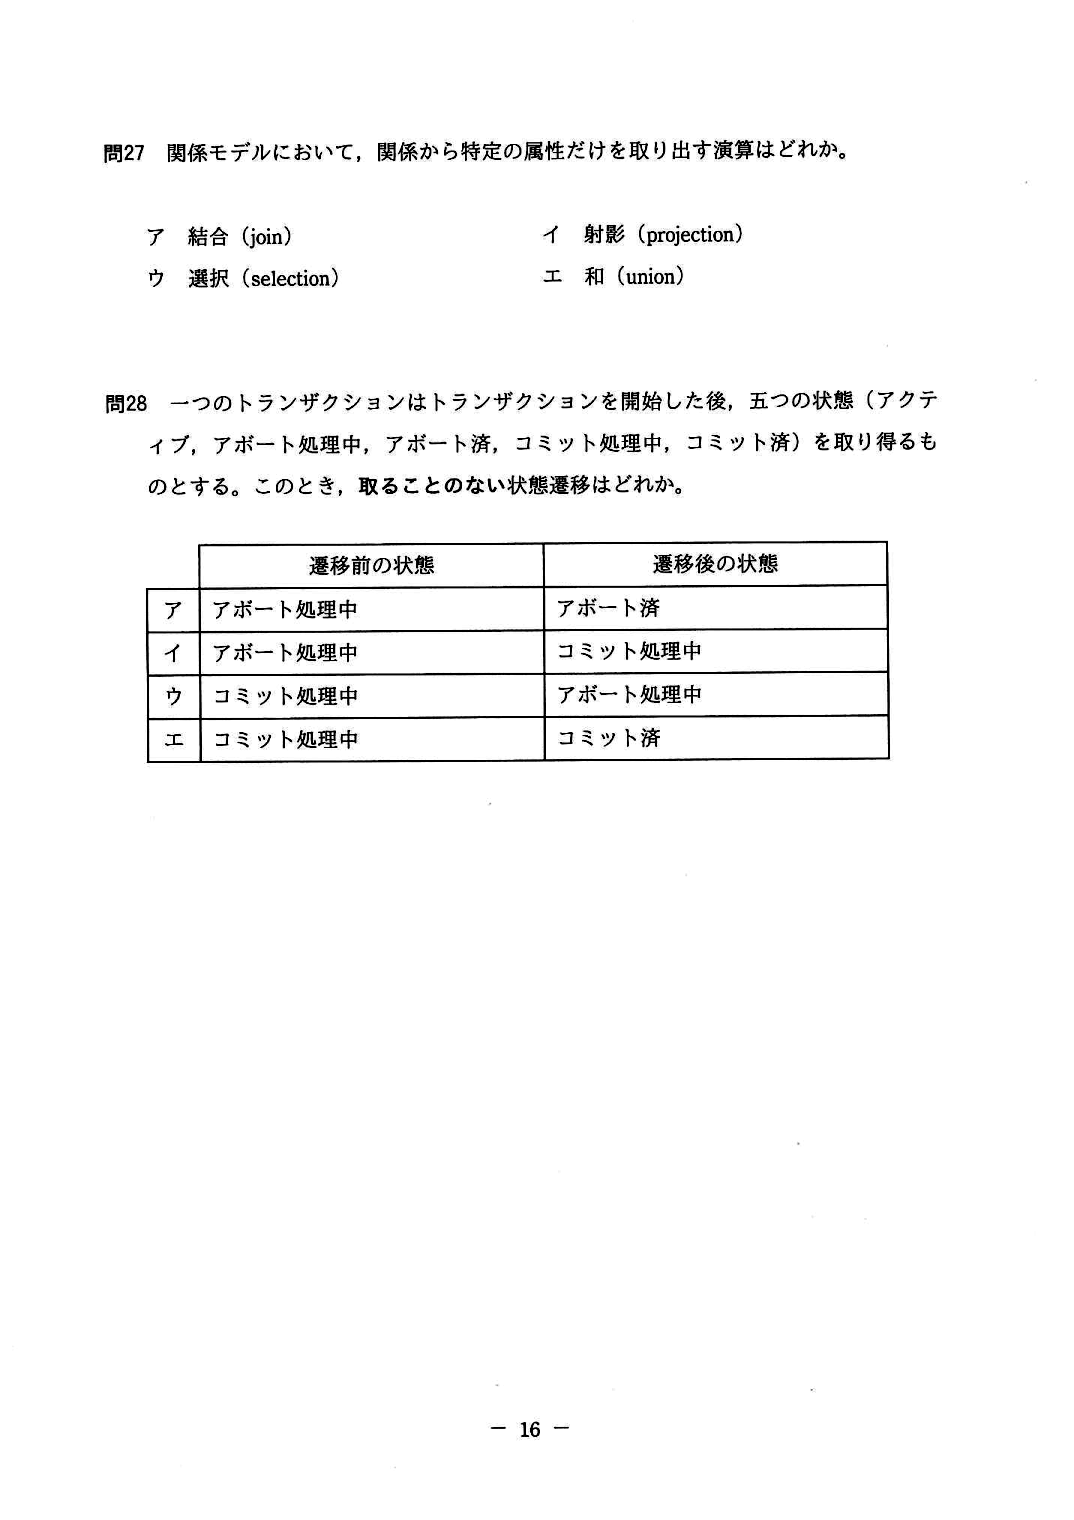 問27 関係モデルにおいて，関係から特定の属性だけを取り出す演算はどれか。
ア 結合（join） イ 射影（projection）
ウ 選択（selection） エ 和（union）
問28 一つのトランザクションはトランザクションを開始した後，五つの状態（アクテ
ィブ，アボート処理中，アボート済，コミット処理中，コミット済）を取り得るも
のとする。このとき，取ることのない状態遷移はどれか。
遷移前の状態 遷移後の状態
ア アボート処理中 アボート済
イ アボート処理中 コミット処理中
ウ コミット処理中 アボート処理中
エ コミット処理中 コミット済
－ 16 －